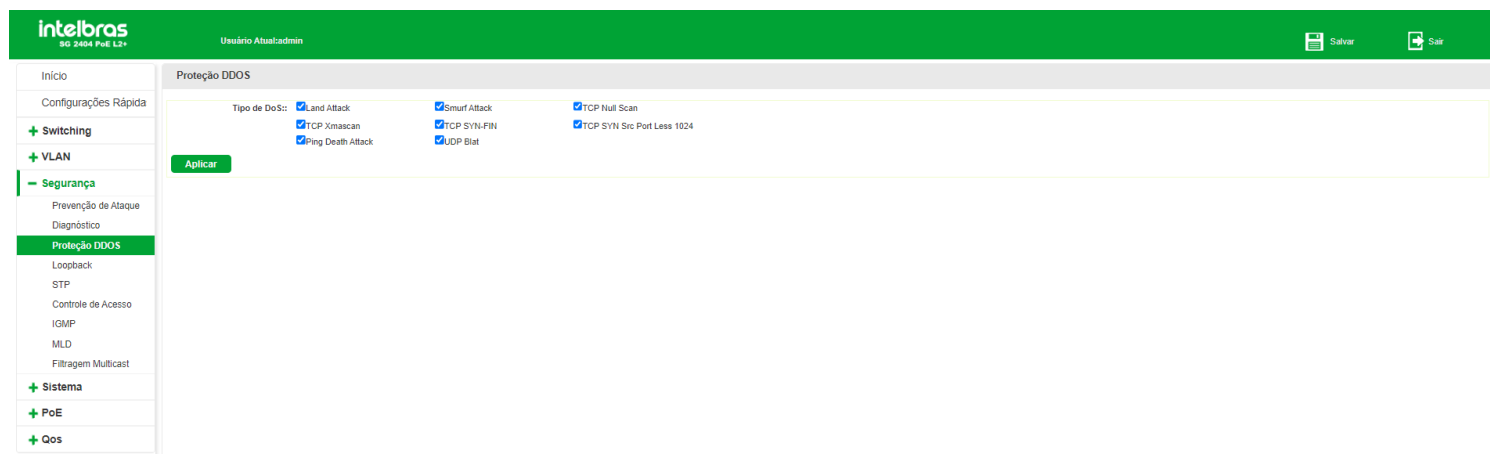 intelbras
SG 2404 PoE L2+
Usuário Atual:admin
Salvar
Sair
Início
Configurações Rápida
Switching
VLAN
Segurança
Prevenção de Ataque
Diagnóstico
Proteção DDOS
Loopback
STP
Controle de Acesso
IGMP
MLD
Filtragem Multicast
Sistema
PoE
Qos
Proteção DDOS
Tipo de DoS:: Land Attack Smurf Attack TCP Null Scan
TCP Xmascan TCP SYN-FIN TCP SYN Src Port Less 1024
Ping Death Attack UDP Blat
Aplicar